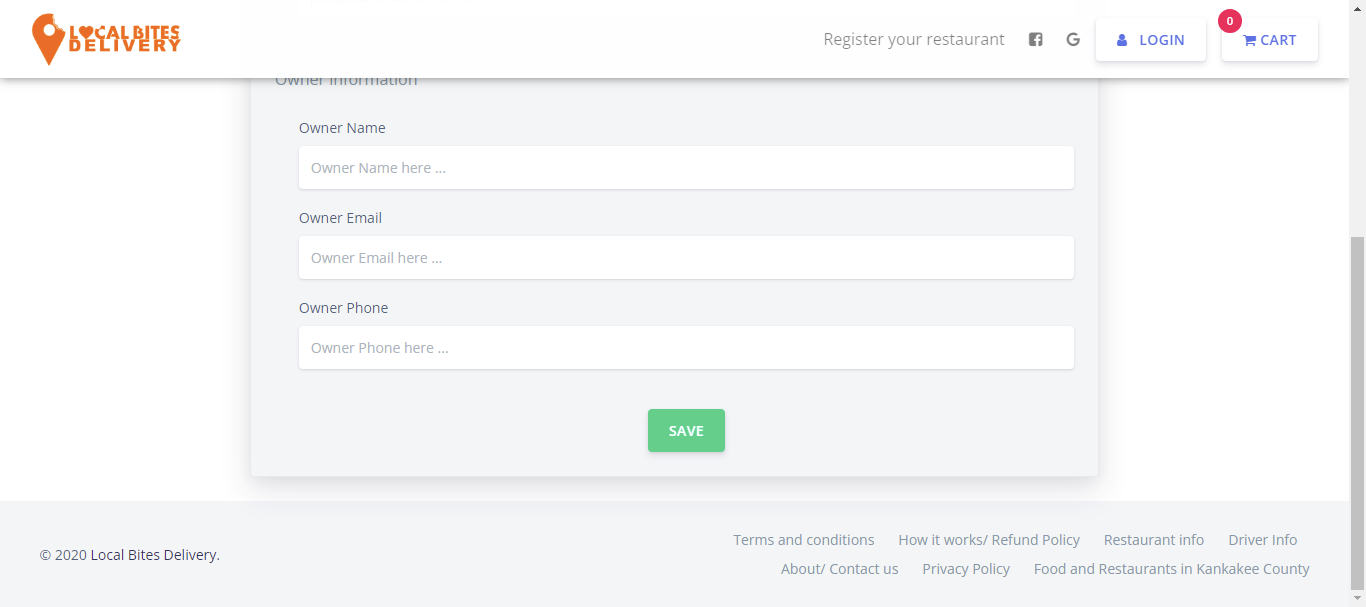 LOCAL BITES
DELIVERY
Register your restaurant
LOGIN
0
CART
Owner Information
Owner Name
Owner Name here ...
Owner Email
Owner Email here ...
Owner Phone
Owner Phone here ...
SAVE
© 2020 Local Bites Delivery.
Terms and conditions How it works/ Refund Policy Restaurant info Driver Info
About/ Contact us Privacy Policy Food and Restaurants in Kankakee County